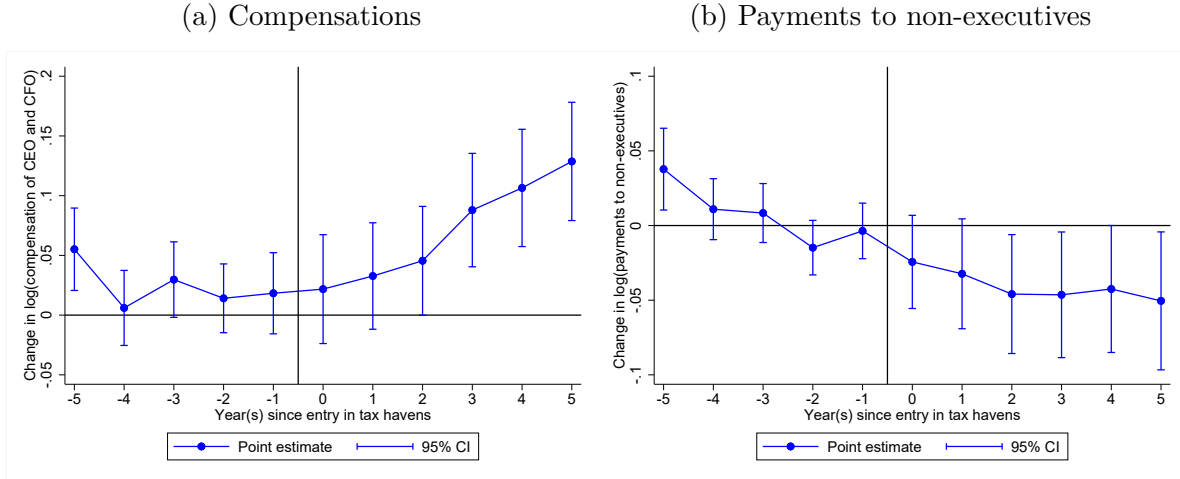 (a) Compensations
Change in log(compensation of CEO and CFO)
.2
.15
.1
.05
0
-.05
-5 -4 -3 -2 -1 0 1 2 3 4 5
Year(s) since entry in tax havens
Point estimate 95% CI
(b) Payments to non-executives
Change in log(payments to non-executives)
.1
.05
0
-.05
-.1
-5 -4 -3 -2 -1 0 1 2 3 4 5
Year(s) since entry in tax havens
Point estimate 95% CI